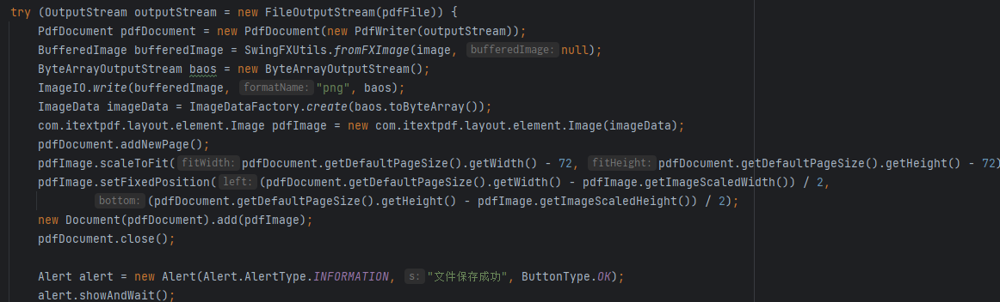 try (OutputStream outputStream = new FileOutputStream(pdfFile)) {
PdfDocument pdfDocument = new PdfDocument(new PdfWriter(outputStream));
BufferedImage bufferedImage = SwingFXUtils.fromFXImage(image, bufferedImage: null);
ByteArrayOutputStream baos = new ByteArrayOutputStream();
ImageIO.write(bufferedImage, formatName: "png", baos);
ImageData imageData = ImageDataFactory.create(baos.toByteArray());
com.itextpdf.layout.element.Image pdfImage = new com.itextpdf.layout.element.Image(imageData);
pdfDocument.addNewPage();
pdfImage.scaleToFit( fitWidth: pdfDocument.getDefaultPageSize().getWidth() - 72, fitHeight: pdfDocument.getDefaultPageSize().getHeight() - 72)
pdfImage.setFixedPosition( left: (pdfDocument.getDefaultPageSize().getWidth() - pdfImage.getImageScaledWidth()) / 2,
bottom: (pdfDocument.getDefaultPageSize().getHeight() - pdfImage.getImageScaledHeight()) / 2);
new Document(pdfDocument).add(pdfImage);
pdfDocument.close();
Alert alert = new Alert(Alert.AlertType.INFORMATION, s: "文件保存成功", ButtonType.OK);
alert.showAndWait();